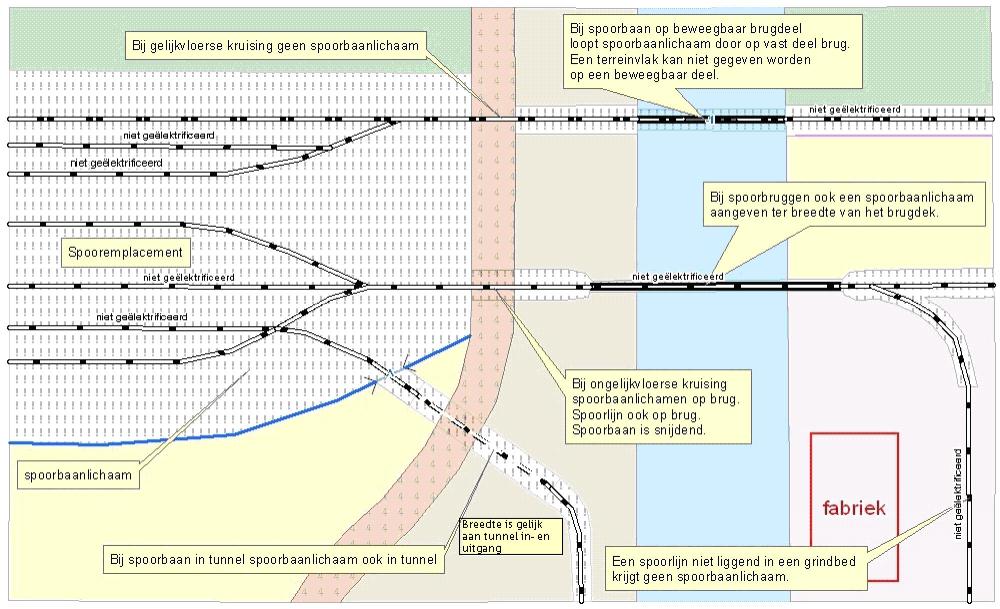 Bij spoorbaan op beweegbaar brugdeel
loopt spoorbaanlichaam door op vast deel brug.
Een terreinvlak kan niet gegeven worden
op een beweegbaar deel.
Bij gelijkvloerse kruising geen spoorbaanlichaam
niet geëlektrificeerd
niet geëlektrificeerd
niet geëlektrificeerd
Bij spoorbruggen ook een spoorbaanlichaam
aangeven ter breedte van het brugdek.
Spooremplacement
niet geëlektrificeerd
niet geëlektrificeerd
niet geëlektrificeerd
Bij ongelijkvloerse kruising
spoorbaanlichamen op brug.
Spoorlijn ook op brug.
Spoorbaan is snijdend.
spoorbaanlichaam
niet geëlektrificeerd
fabriek
Breedte is gelijk
aan tunnel in- en
uitgang
Bij spoorbaan in tunnel spoorbaanlichaam ook in tunnel
Een spoorlijn niet liggend in een grindbed
krijgt geen spoorbaanlichaam.